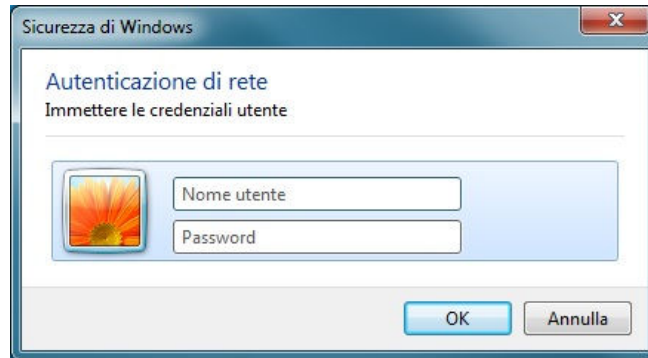 Sicurezza di Windows
Autenticazione di rete
Immettere le credenziali utente
Nome utente
Password
OK
Annulla